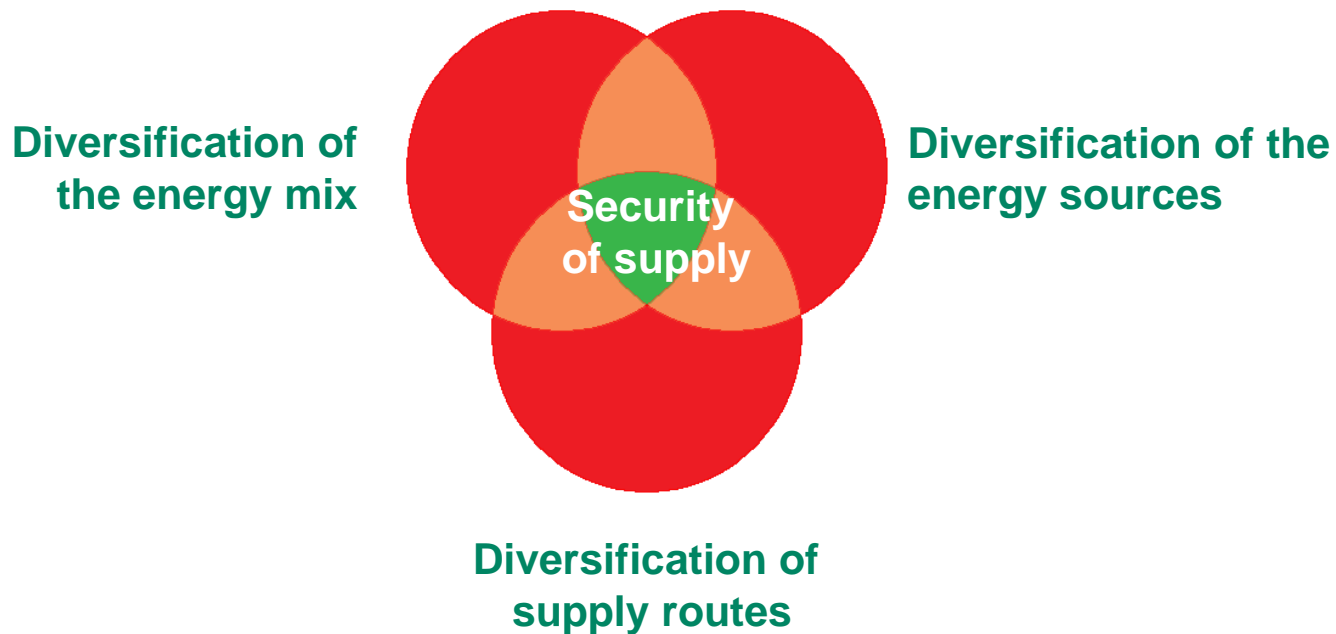 Diversification of
the energy mix
Diversification of the
energy sources
Security
of supply
Diversification of
supply routes